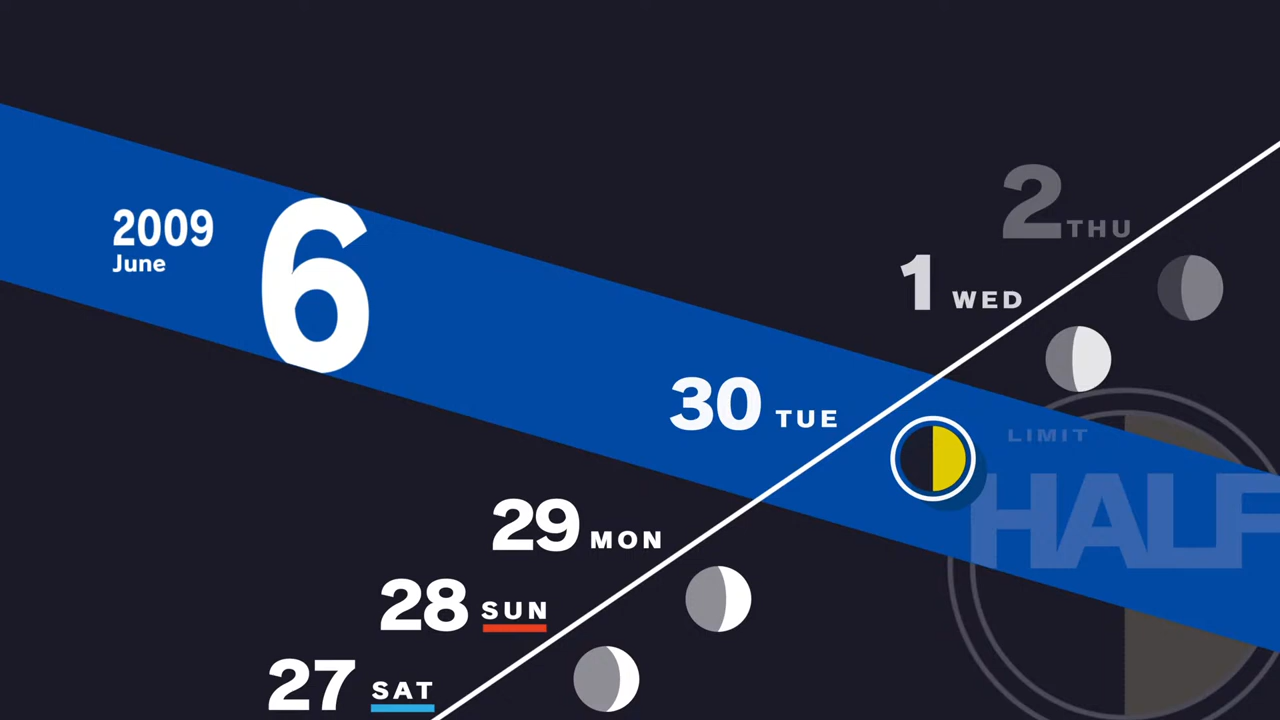 2 THU
1 WED
2009
June
6
30 TUE
LIMIT
HALF
29 MON
28 SUN
27 SAT